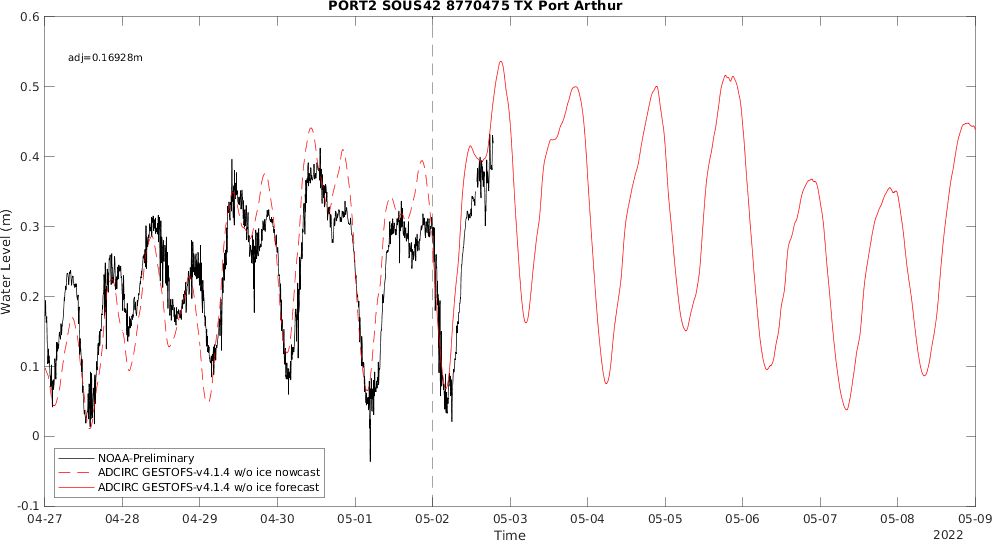 PORT2 SOUS42 8770475 TX Port Arthur
0.6
adj=0.16928m
0.5
0.4
0.3
0.2
0.1
0
-0.1
Water Level (m)
NOAA-Preliminary
ADCIRC GESTOFS-v4.1.4 w/o ice nowcast
ADCIRC GESTOFS-v4.1.4 w/o ice forecast
04-27 04-28 04-29 04-30 05-01 05-02 05-03 05-04 05-05 05-06 05-07 05-08 05-09
Time
2022